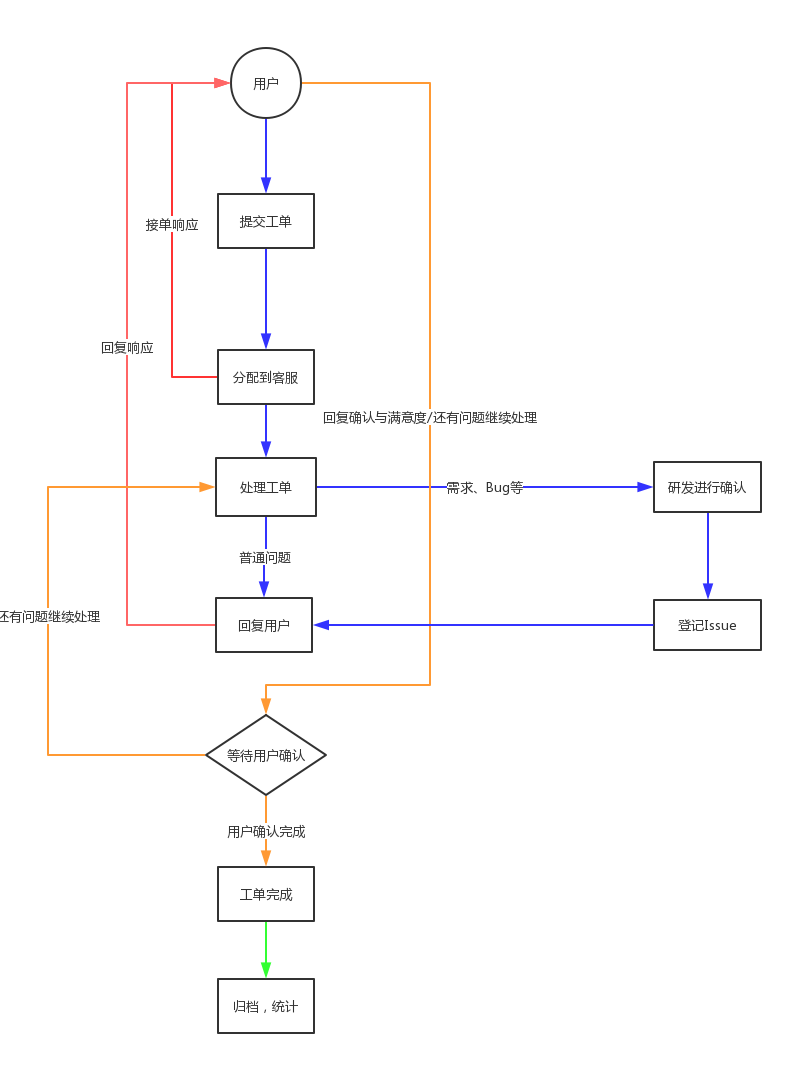 用户
提交工单
接单响应
回复响应
分配到客服
回复确认与满意度/还有问题继续处理
处理工单
需求、Bug等
研发进行确认
普通问题
还有问题继续处理
回复用户
登记Issue
等待用户确认
用户确认完成
工单完成
归档，统计